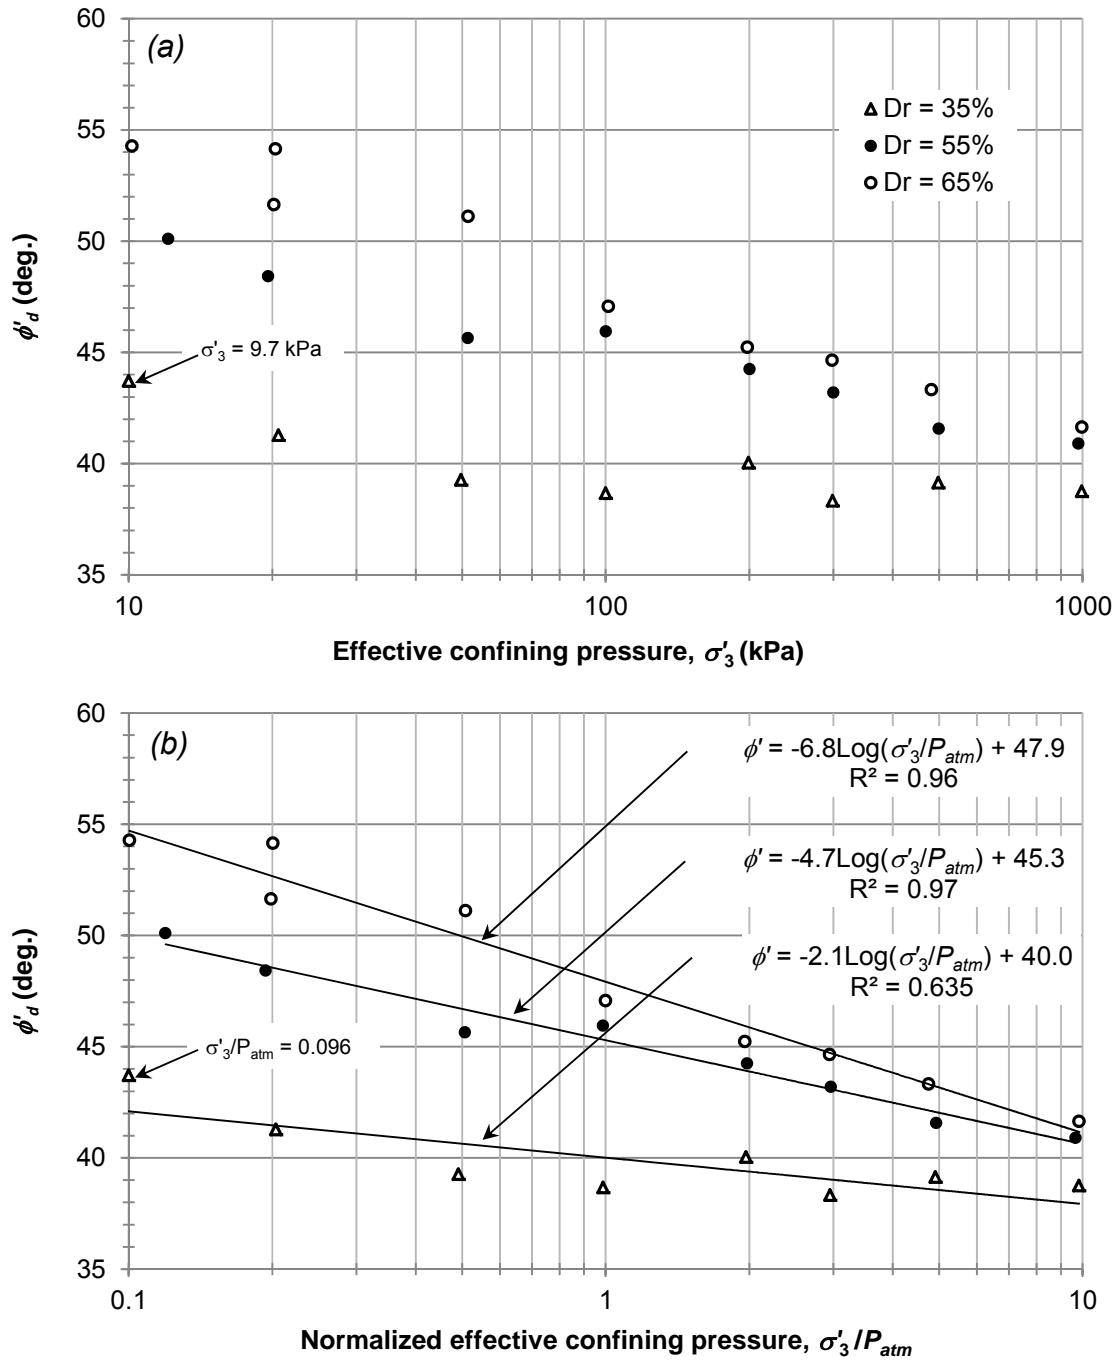 (a)
60
55
50
45
40
35
Dr = 35%
Dr = 55%
Dr = 65%
σ'₃ = 9.7 kPa
ϕ'd (deg.)
10
100
1000
Effective confining pressure, σ'₃ (kPa)
(b)
60
55
50
45
40
35
ϕ' = -6.8Log(σ'₃/Patm) + 47.9
R² = 0.96
ϕ' = -4.7Log(σ'₃/Patm) + 45.3
R² = 0.97
ϕ' = -2.1Log(σ'₃/Patm) + 40.0
R² = 0.635
σ'₃/Patm = 0.096
ϕ'd (deg.)
0.1
1
10
Normalized effective confining pressure, σ'₃/Patm